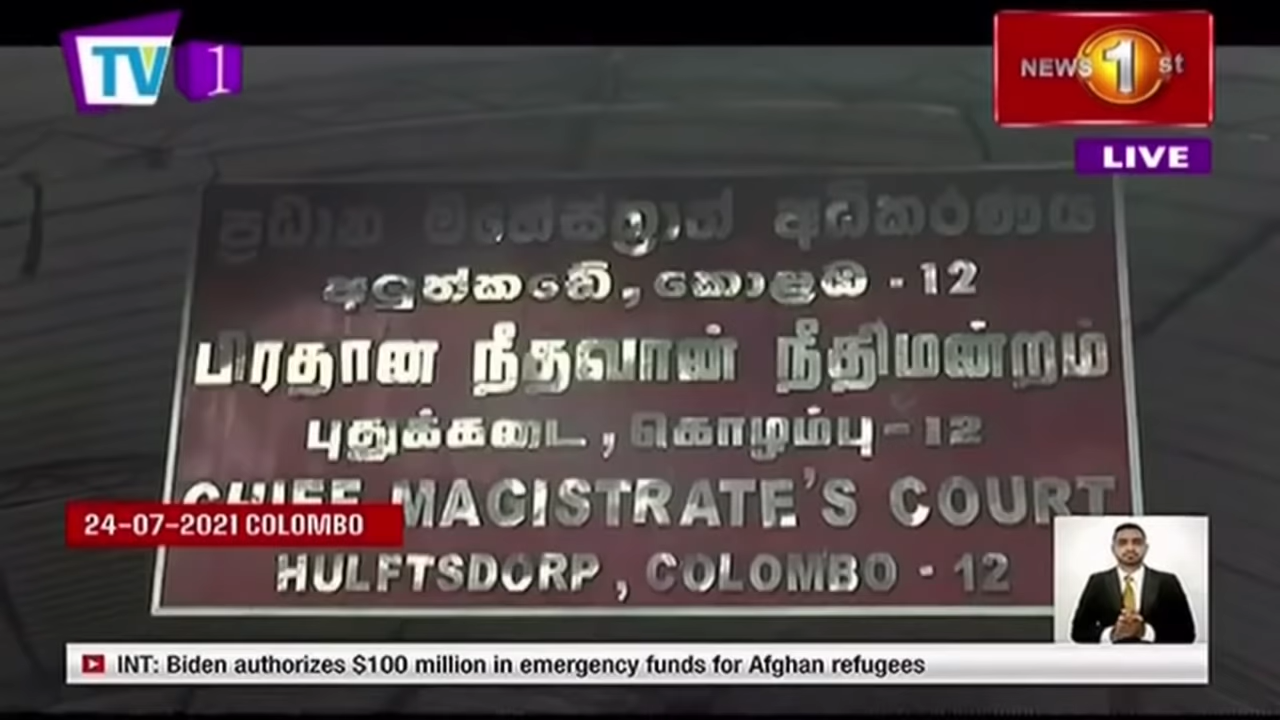 TV 1
NEWS 1st
LIVE
ප්‍රධාන මහේස්ත්‍රාත් අධිකරණය
අලුත්කඩේ, කොළඹ - 12
பிரதான நீதவான் நீதிமன்றம்
புதுக்கடை, கொழும்பு - 12
CHIEF MAGISTRATE'S COURT
24-07-2021 COLOMBO
HULFTSDORP, COLOMBO - 12
INT: Biden authorizes $100 million in emergency funds for Afghan refugees